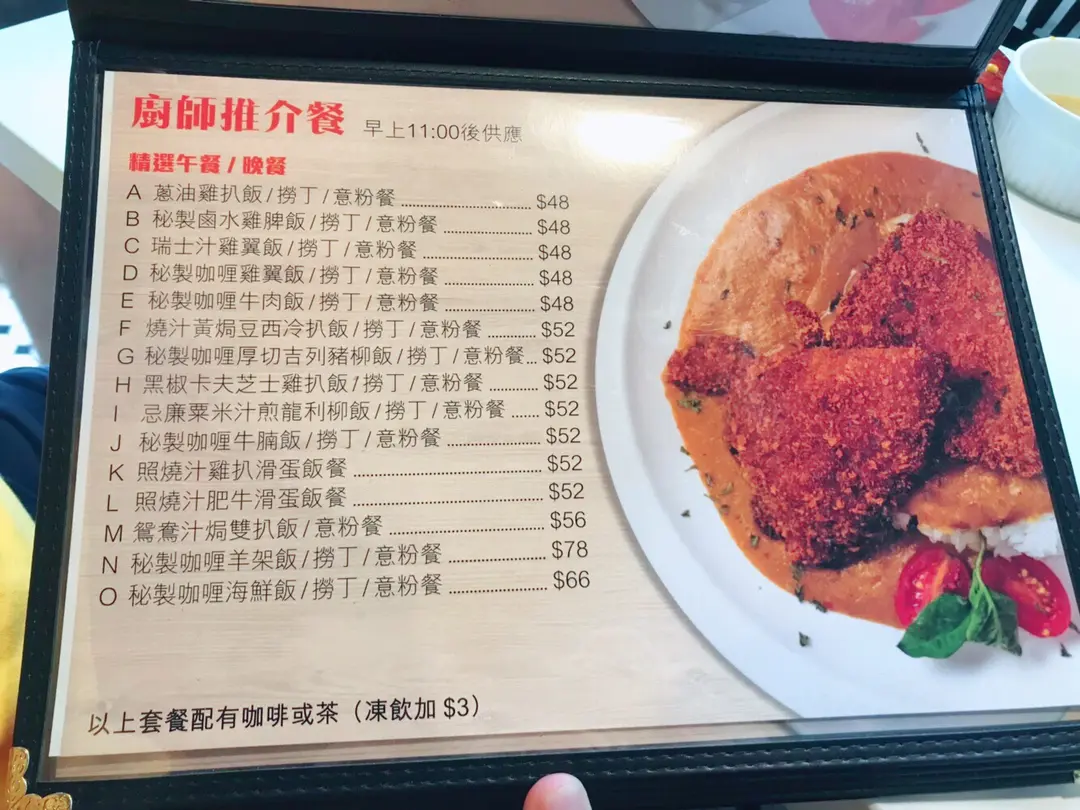 廚師推介餐 早上11:00後供應
精選午餐 / 晚餐
A 蔥油雞扒飯/撈丁/意粉餐 $48
B 秘製鹵水雞脾飯/撈丁/意粉餐 $48
C 瑞士汁雞翼飯/撈丁/意粉餐 $48
D 秘製咖喱雞翼飯/撈丁/意粉餐 $48
E 秘製咖喱牛肉飯/撈丁/意粉餐 $48
F 燒汁黃焗豆西冷扒飯/撈丁/意粉餐 $52
G 秘製咖喱厚切吉列豬柳飯/撈丁/意粉餐 $52
H 黑椒卡夫芝士雞扒飯/撈丁/意粉餐 $52
I 忌廉粟米汁煎龍利柳飯/撈丁/意粉餐 $52
J 秘製咖喱牛腩飯/撈丁/意粉餐 $52
K 照燒汁雞扒滑蛋飯餐 $52
L 照燒汁肥牛滑蛋飯餐 $52
M 鴛鴦汁焗雙扒飯/意粉餐 $56
N 秘製咖喱羊架飯/撈丁/意粉餐 $78
O 秘製咖喱海鮮飯/撈丁/意粉餐 $66
以上套餐配有咖啡或茶（凍飲加 $3）